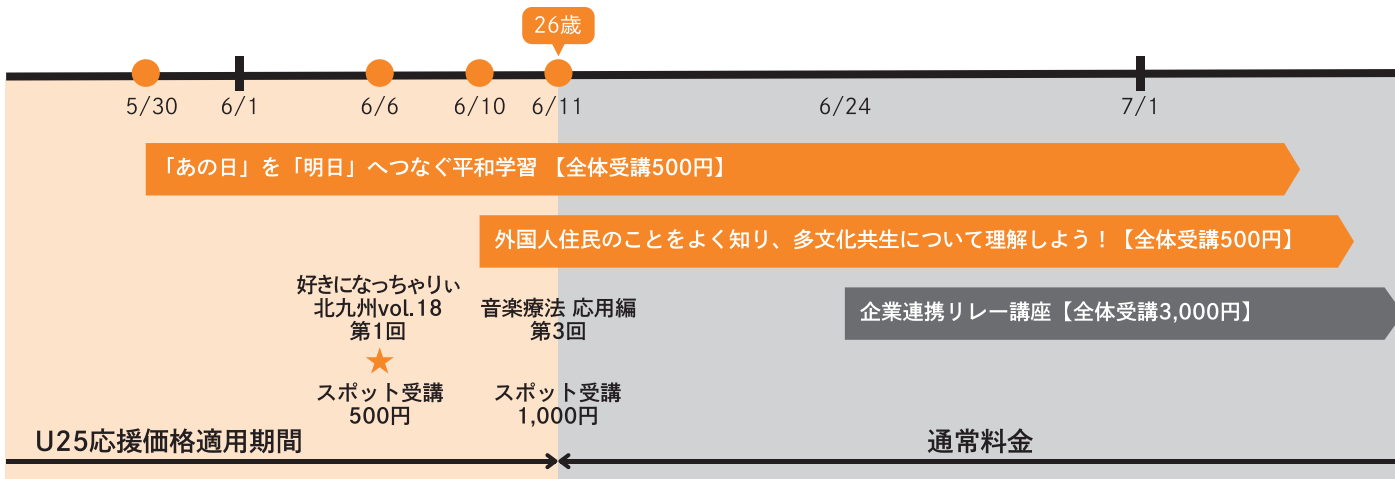 26歳
5/30
6/1
6/6
6/10
6/11
6/24
7/1
「あの日」を「明日」へつなぐ平和学習 【全体受講500円】
外国人住民のことをよく知り、多文化共生について理解しよう！【全体受講500円】
好きになっちゃりぃ
北九州vol.18
第1回
音楽療法 応用編
第3回
企業連携リレー講座【全体受講3,000円】
スポット受講
500円
スポット受講
1,000円
U25応援価格適用期間
通常料金